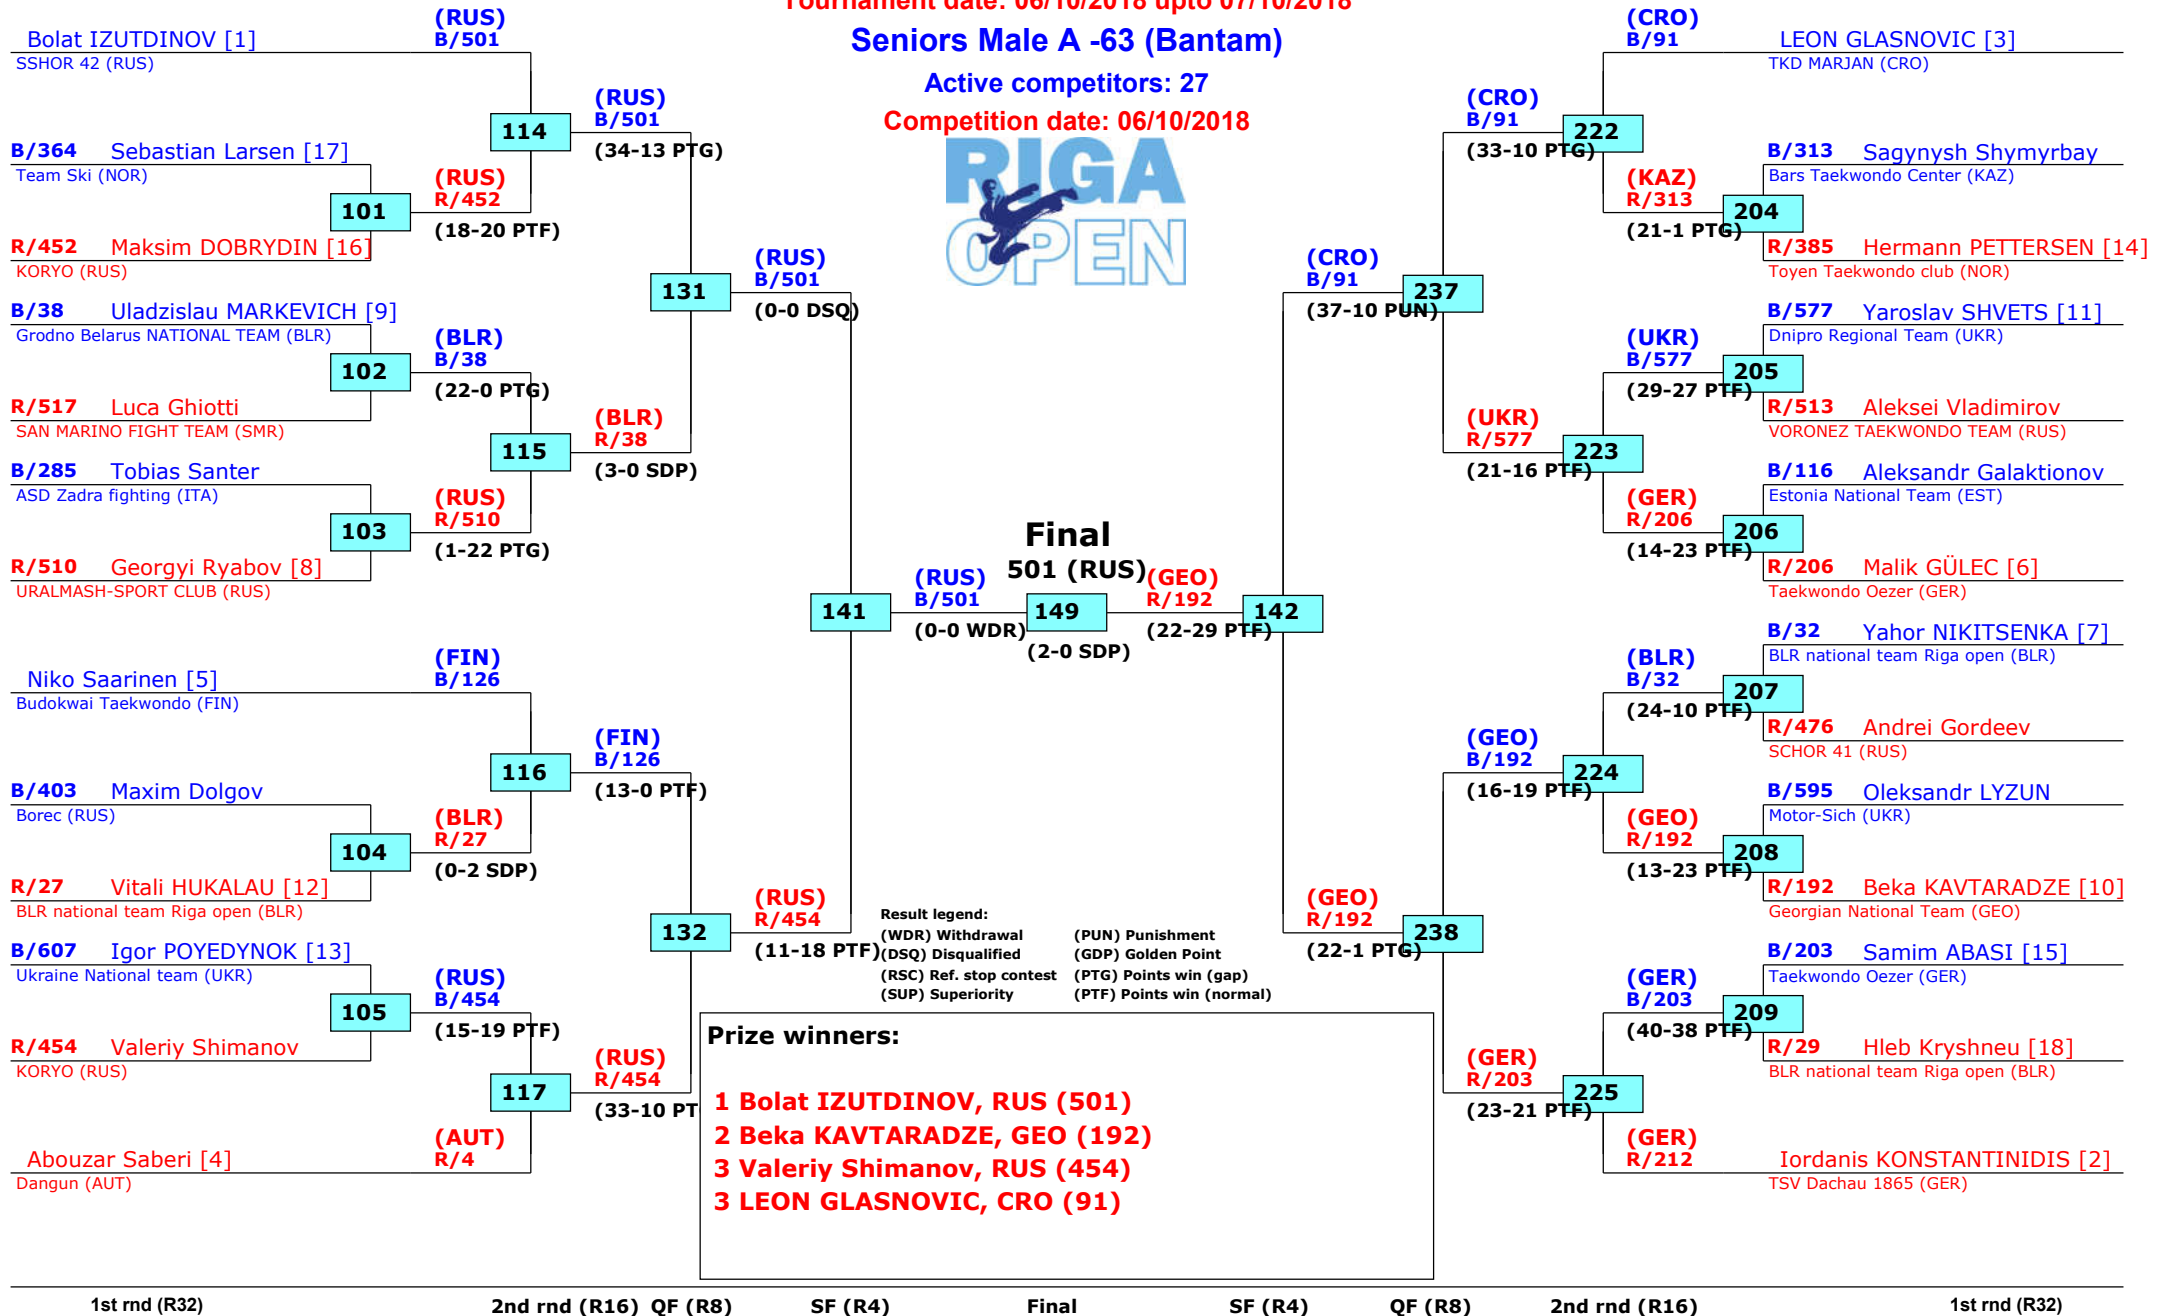 Tournament date: 06/10/2018 upto 07/10/2018
Seniors Male A -63 (Bantam)
Active competitors: 27
Competition date: 06/10/2018
RIGA
OPEN
Bolat IZUTDINOV [1]
SSHOR 42 (RUS)
(RUS)
B/501
B/364 Sebastian Larsen [17]
Team Ski (NOR)
101
R/452 Maksim DOBRYDIN [16]
KORYO (RUS)
(RUS)
R/452
(18-20 PTF)
114
(RUS)
B/501
(34-13 PTG)
B/38 Uladzislau MARKEVICH [9]
Grodno Belarus NATIONAL TEAM (BLR)
102
R/517 Luca Ghiotti
SAN MARINO FIGHT TEAM (SMR)
(BLR)
B/38
(22-0 PTG)
B/285 Tobias Santer
ASD Zadra fighting (ITA)
103
R/510 Georgyi Ryabov [8]
URALMASH-SPORT CLUB (RUS)
(RUS)
R/510
(1-22 PTG)
115
(BLR)
R/38
(3-0 SDP)
131
(RUS)
B/501
(0-0 DSQ)
Niko Saarinen [5]
Budokwai Taekwondo (FIN)
(FIN)
B/126
B/403 Maxim Dolgov
Borec (RUS)
104
R/27 Vitali HUKALAU [12]
BLR national team Riga open (BLR)
(BLR)
R/27
(0-2 SDP)
116
(FIN)
B/126
(13-0 PTF)
B/607 Igor POYEDYNOK [13]
Ukraine National team (UKR)
105
R/454 Valeriy Shimanov
KORYO (RUS)
(RUS)
B/454
(15-19 PTF)
Abouzar Saberi [4]
Dangun (AUT)
(AUT)
R/4
117
(RUS)
R/454
(33-10 PT
132
(RUS)
R/454
(11-18 PTF)
141
(RUS)
B/501
(0-0 WDR)
Final
501 (RUS)
149
(2-0 SDP)
(GEO)
R/192
(22-29 PTF)
142
(CRO)
B/91
(37-10 PUN)
237
(CRO)
B/91
(33-10 PTG)
222
(CRO)
B/91
LEON GLASNOVIC [3]
TKD MARJAN (CRO)
(KAZ)
R/313
(21-1 PTG)
204
B/313 Sagynysh Shymyrbay
Bars Taekwondo Center (KAZ)
R/385 Hermann PETTERSEN [14]
Toyen Taekwondo club (NOR)
(UKR)
R/577
(21-16 PTF)
223
(UKR)
B/577
(29-27 PTF)
205
B/577 Yaroslav SHVETS [11]
Dnipro Regional Team (UKR)
R/513 Aleksei Vladimirov
VORONEZ TAEKWONDO TEAM (RUS)
(GER)
R/206
(14-23 PTF)
206
B/116 Aleksandr Galaktionov
Estonia National Team (EST)
R/206 Malik GÜLEC [6]
Taekwondo Oezer (GER)
(GEO)
R/192
(22-1 PTG)
238
(GEO)
B/192
(16-19 PTF)
224
(BLR)
B/32
(24-10 PTF)
207
B/32 Yahor NIKITSENKA [7]
BLR national team Riga open (BLR)
R/476 Andrei Gordeev
SCHOR 41 (RUS)
(GEO)
R/192
(13-23 PTF)
208
B/595 Oleksandr LYZUN
Motor-Sich (UKR)
R/192 Beka KAVTARADZE [10]
Georgian National Team (GEO)
(GER)
R/203
(23-21 PTF)
225
(GER)
B/203
(40-38 PTF)
209
B/203 Samim ABASI [15]
Taekwondo Oezer (GER)
R/29 Hleb Kryshneu [18]
BLR national team Riga open (BLR)
(GER)
R/212
Iordanis KONSTANTINIDIS [2]
TSV Dachau 1865 (GER)
Result legend:
(WDR) Withdrawal (PUN) Punishment
(DSQ) Disqualified (GDP) Golden Point
(RSC) Ref. stop contest (PTG) Points win (gap)
(SUP) Superiority (PTF) Points win (normal)
Prize winners:
1 Bolat IZUTDINOV, RUS (501)
2 Beka KAVTARADZE, GEO (192)
3 Valeriy Shimanov, RUS (454)
3 LEON GLASNOVIC, CRO (91)
1st rnd (R32) 2nd rnd (R16) QF (R8) SF (R4) Final SF (R4) QF (R8) 2nd rnd (R16) 1st rnd (R32)